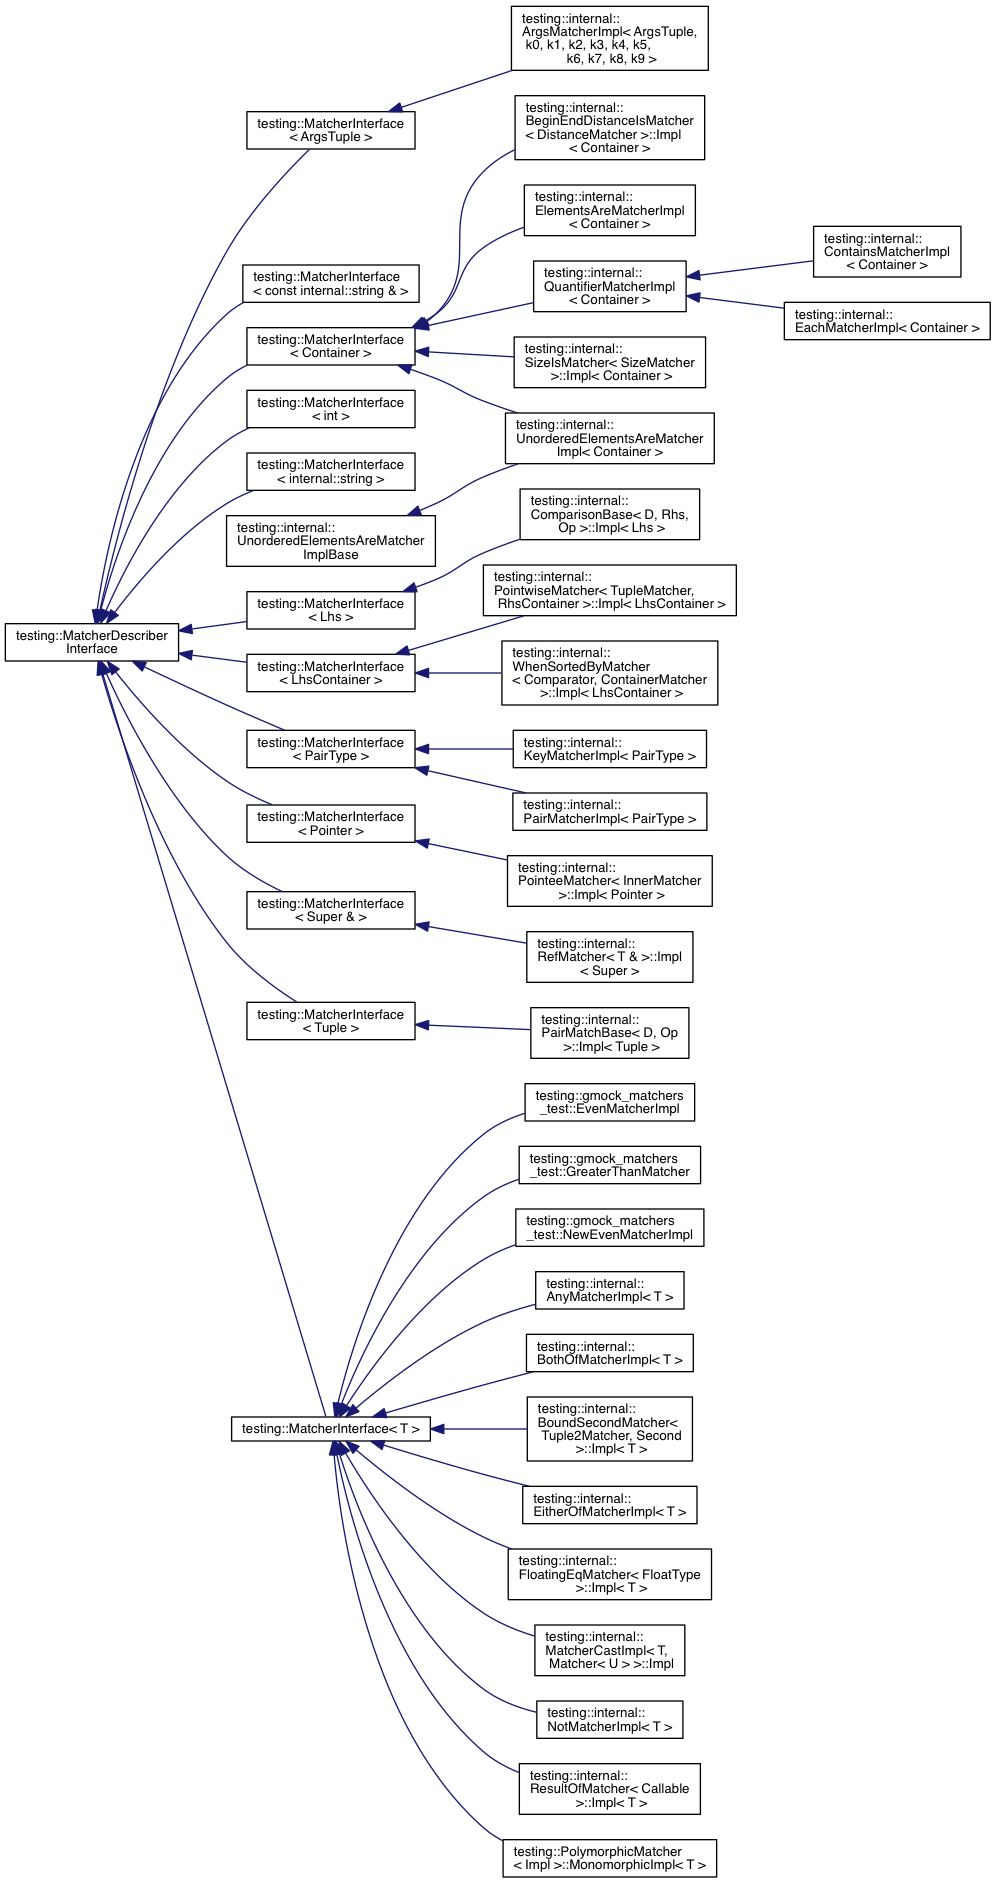 testing::internal::
ArgsMatcherImpl< ArgsTuple,
k0, k1, k2, k3, k4, k5,
k6, k7, k8, k9 >
testing::MatcherInterface
< ArgsTuple >
testing::internal::
BeginEndDistanceIsMatcher
< DistanceMatcher >::Impl
< Container >
testing::internal::
ElementsAreMatcherImpl
< Container >
testing::internal::
ContainsMatcherImpl
< Container >
testing::MatcherInterface
< const internal::string & >
testing::internal::
QuantifierMatcherImpl
< Container >
testing::internal::
EachMatcherImpl< Container >
testing::MatcherInterface
< Container >
testing::internal::
SizeIsMatcher< SizeMatcher
>::Impl< Container >
testing::MatcherInterface
< int >
testing::internal::
UnorderedElementsAreMatcher
Impl< Container >
testing::MatcherInterface
< internal::string >
testing::internal::
UnorderedElementsAreMatcher
ImplBase
testing::internal::
ComparisonBase< D, Rhs,
Op >::Impl< Lhs >
testing::MatcherInterface
< Lhs >
testing::internal::
PointwiseMatcher< TupleMatcher,
RhsContainer >::Impl< LhsContainer >
testing::MatcherDescriber
Interface
testing::MatcherInterface
< LhsContainer >
testing::internal::
WhenSortedByMatcher
< Comparator, ContainerMatcher
>::Impl< LhsContainer >
testing::MatcherInterface
< PairType >
testing::internal::
KeyMatcherImpl< PairType >
testing::internal::
PairMatcherImpl< PairType >
testing::MatcherInterface
< Pointer >
testing::internal::
PointeeMatcher< InnerMatcher
>::Impl< Pointer >
testing::MatcherInterface
< Super & >
testing::internal::
RefMatcher< T & >::Impl
< Super >
testing::MatcherInterface
< Tuple >
testing::internal::
PairMatchBase< D, Op
>::Impl< Tuple >
testing::gmock_matchers
_test::EvenMatcherImpl
testing::gmock_matchers
_test::GreaterThanMatcher
testing::gmock_matchers
_test::NewEvenMatcherImpl
testing::internal::
AnyMatcherImpl< T >
testing::internal::
BothOfMatcherImpl< T >
testing::MatcherInterface< T >
testing::internal::
BoundSecondMatcher<
Tuple2Matcher, Second
>::Impl< T >
testing::internal::
EitherOfMatcherImpl< T >
testing::internal::
FloatingEqMatcher< FloatType
>::Impl< T >
testing::internal::
MatcherCastImpl< T,
Matcher< U > >::Impl
testing::internal::
NotMatcherImpl< T >
testing::internal::
ResultOfMatcher< Callable
>::Impl< T >
testing::PolymorphicMatcher
< Impl >::MonomorphicImpl< T >